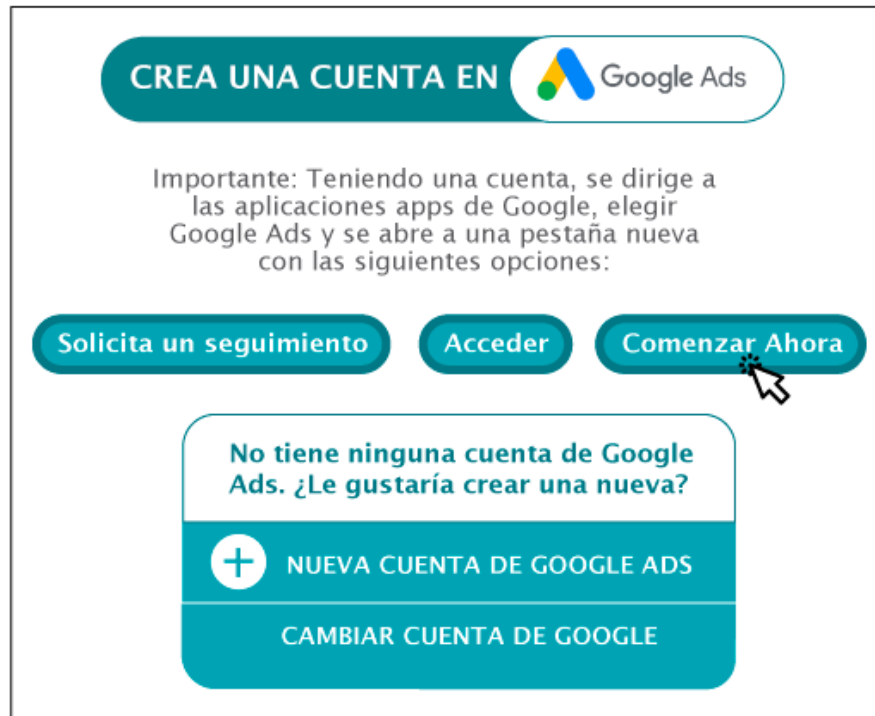 CREA UNA CUENTA EN Google Ads
Importante: Teniendo una cuenta, se dirige a
las aplicaciones apps de Google, elegir
Google Ads y se abre a una pestaña nueva
con las siguientes opciones:
Solicita un seguimiento
Acceder
Comenzar Ahora
No tiene ninguna cuenta de Google
Ads. ¿Le gustaría crear una nueva?
NUEVA CUENTA DE GOOGLE ADS
CAMBIAR CUENTA DE GOOGLE